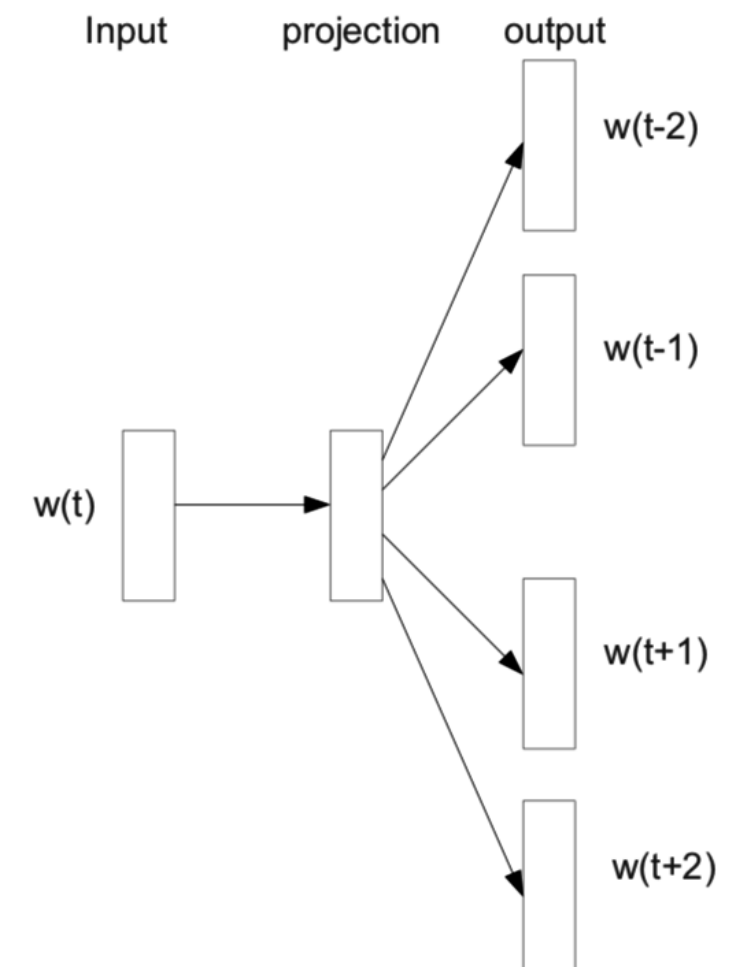 Input projection output
w(t-2)
w(t-1)
w(t)
w(t+1)
w(t+2)